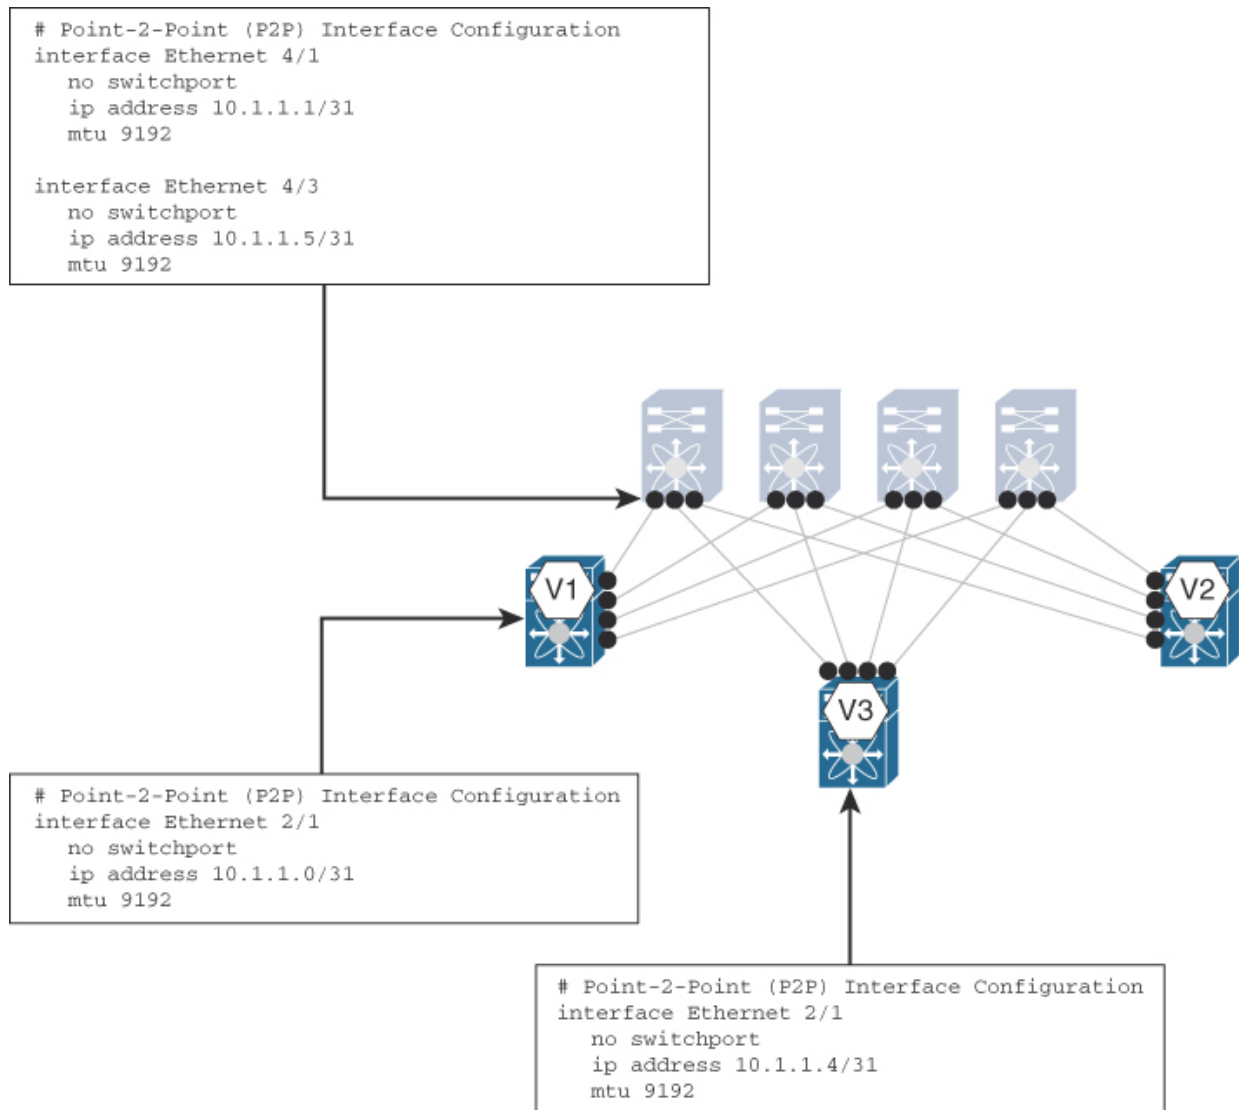 # Point-2-Point (P2P) Interface Configuration
interface Ethernet 4/1
no switchport
ip address 10.1.1.1/31
mtu 9192
interface Ethernet 4/3
no switchport
ip address 10.1.1.5/31
mtu 9192
V1
V2
V3
# Point-2-Point (P2P) Interface Configuration
interface Ethernet 2/1
no switchport
ip address 10.1.1.0/31
mtu 9192
# Point-2-Point (P2P) Interface Configuration
interface Ethernet 2/1
no switchport
ip address 10.1.1.4/31
mtu 9192